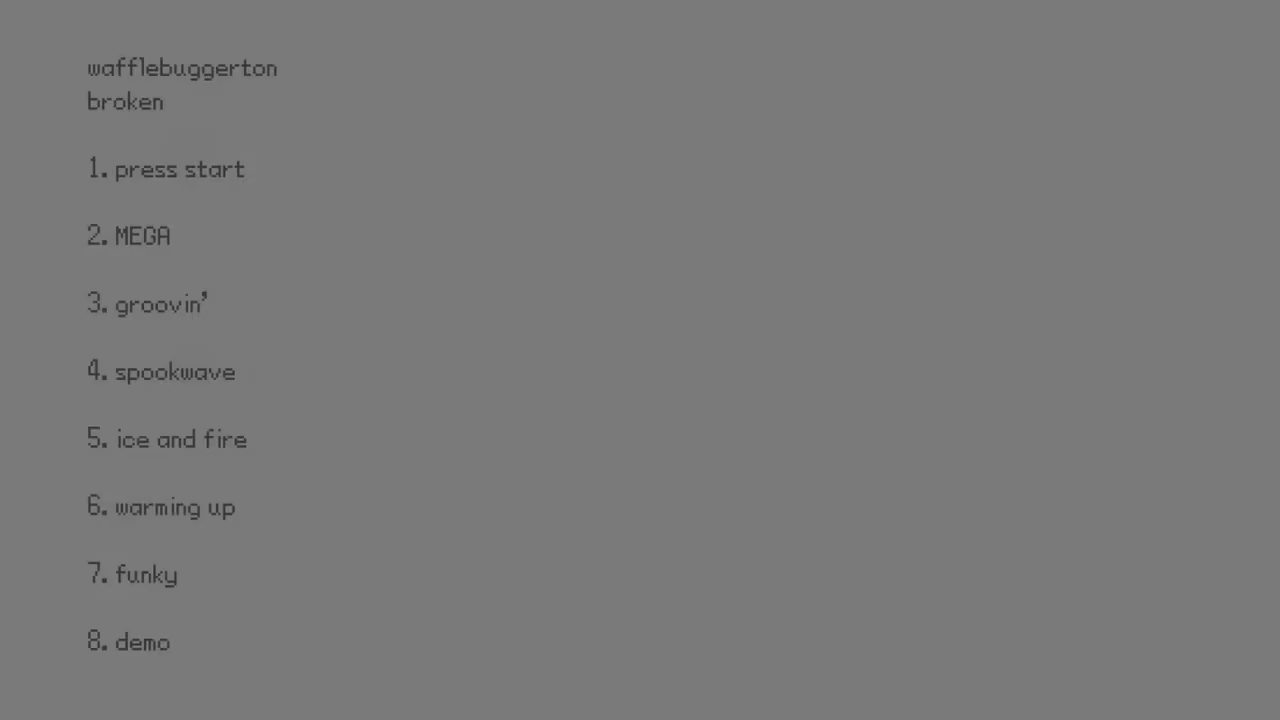 wafflebuggerton
broken
1. press start
2. MEGA
3. groovin'
4. spookwave
5. ice and fire
6. warming up
7. funky
8. demo